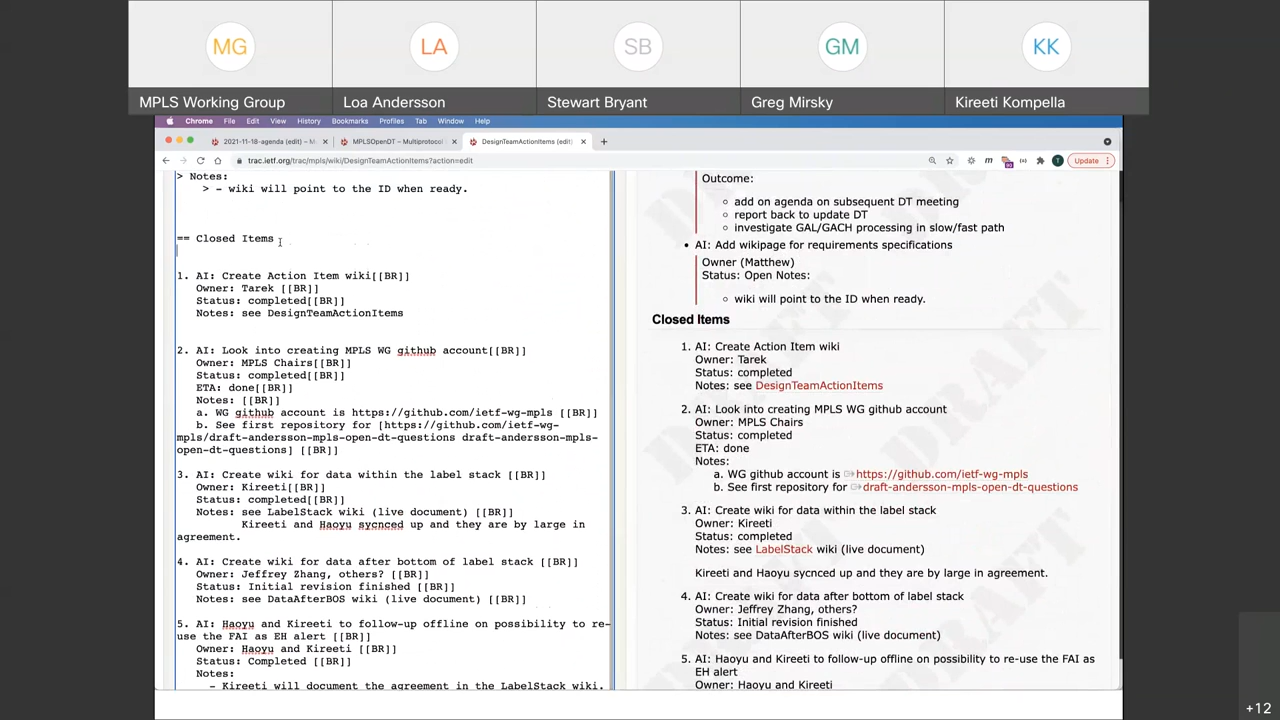 MG
LA
SB
GM
KK
MPLS Working Group
Loa Andersson
Stewart Bryant
Greg Mirsky
Kireeti Kompella
Chrome File Edit View History Bookmarks Profiles Tab Window Help
2021-11-18-agenda (edit) – M
MPLSOpenDT – Multiprotocol
DesignTeamActionItems (edit)
trac.ietf.org/trac/mpls/wiki/DesignTeamActionItems?action=edit
Update
> Notes:
> - wiki will point to the ID when ready.
== Closed Items
1. AI: Create Action Item wiki[[BR]]
Owner: Tarek [[BR]]
Status: completed[[BR]]
Notes: see DesignTeamActionItems
2. AI: Look into creating MPLS WG github account[[BR]]
Owner: MPLS Chairs[[BR]]
Status: completed[[BR]]
ETA: done[[BR]]
Notes: [[BR]]
a. WG github account is https://github.com/ietf-wg-mpls [[BR]]
b. See first repository for [https://github.com/ietf-wg-
mpls/draft-andersson-mpls-open-dt-questions draft-andersson-mpls-
open-dt-questions] [[BR]]
3. AI: Create wiki for data within the label stack [[BR]]
Owner: Kireeti[[BR]]
Status: completed[[BR]]
Notes: see LabelStack wiki (live document) [[BR]]
Kireeti and Haoyu sycnced up and they are by large in
agreement.
4. AI: Create wiki for data after bottom of label stack [[BR]]
Owner: Jeffrey Zhang, others? [[BR]]
Status: Initial revision finished [[BR]]
Notes: see DataAfterBOS wiki (live document) [[BR]]
5. AI: Haoyu and Kireeti to follow-up offline on possibility to re-
use the FAI as EH alert [[BR]]
Owner: Haoyu and Kireeti [[BR]]
Status: Completed [[BR]]
Notes:
- Kireeti will document the agreement in the LabelStack wiki.
Outcome:
add on agenda on subsequent DT meeting
report back to update DT
investigate GAL/GACH processing in slow/fast path
AI: Add wikipage for requirements specifications
Owner (Matthew)
Status: Open Notes:
wiki will point to the ID when ready.
Closed Items
1. AI: Create Action Item wiki
Owner: Tarek
Status: completed
Notes: see DesignTeamActionItems
2. AI: Look into creating MPLS WG github account
Owner: MPLS Chairs
Status: completed
ETA: done
Notes:
a. WG github account is https://github.com/ietf-wg-mpls
b. See first repository for draft-andersson-mpls-open-dt-questions
3. AI: Create wiki for data within the label stack
Owner: Kireeti
Status: completed
Notes: see LabelStack wiki (live document)
Kireeti and Haoyu sycnced up and they are by large in agreement.
4. AI: Create wiki for data after bottom of label stack
Owner: Jeffrey Zhang, others?
Status: Initial revision finished
Notes: see DataAfterBOS wiki (live document)
5. AI: Haoyu and Kireeti to follow-up offline on possibility to re-use the FAI as
EH alert
Owner: Haoyu and Kireeti
DRAFT
+12